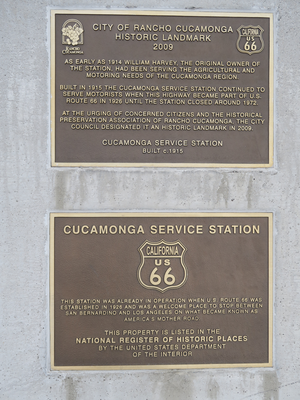 CITY OF RANCHO CUCAMONGA
HISTORIC LANDMARK
2009
RANCHO
CUCAMONGA
CALIFORNIA
US
66
AS EARLY AS 1914 WILLIAM HARVEY, THE ORIGINAL OWNER OF
THE STATION, HAD BEEN SERVING THE AGRICULTURAL AND
MOTORING NEEDS OF THE CUCAMONGA REGION.
BUILT IN 1915 THE CUCAMONGA SERVICE STATION CONTINUED TO
SERVE MOTORISTS WHEN THIS HIGHWAY BECAME PART OF U.S.
ROUTE 66 IN 1926 UNTIL THE STATION CLOSED AROUND 1972.
AT THE URGING OF CONCERNED CITIZENS AND THE HISTORICAL
PRESERVATION ASSOCIATION OF RANCHO CUCAMONGA, THE CITY
COUNCIL DESIGNATED IT AN HISTORIC LANDMARK IN 2009.
CUCAMONGA SERVICE STATION
BUILT c.1915
CUCAMONGA SERVICE STATION
CALIFORNIA
US
66
THIS STATION WAS ALREADY IN OPERATION WHEN U.S. ROUTE 66 WAS
ESTABLISHED IN 1926 AND WAS A WELCOME PLACE TO STOP BETWEEN
SAN BERNARDINO AND LOS ANGELES ON WHAT BECAME KNOWN AS
AMERICA'S MOTHER ROAD.
THIS PROPERTY IS LISTED IN THE
NATIONAL REGISTER OF HISTORIC PLACES
BY THE UNITED STATES DEPARTMENT
OF THE INTERIOR